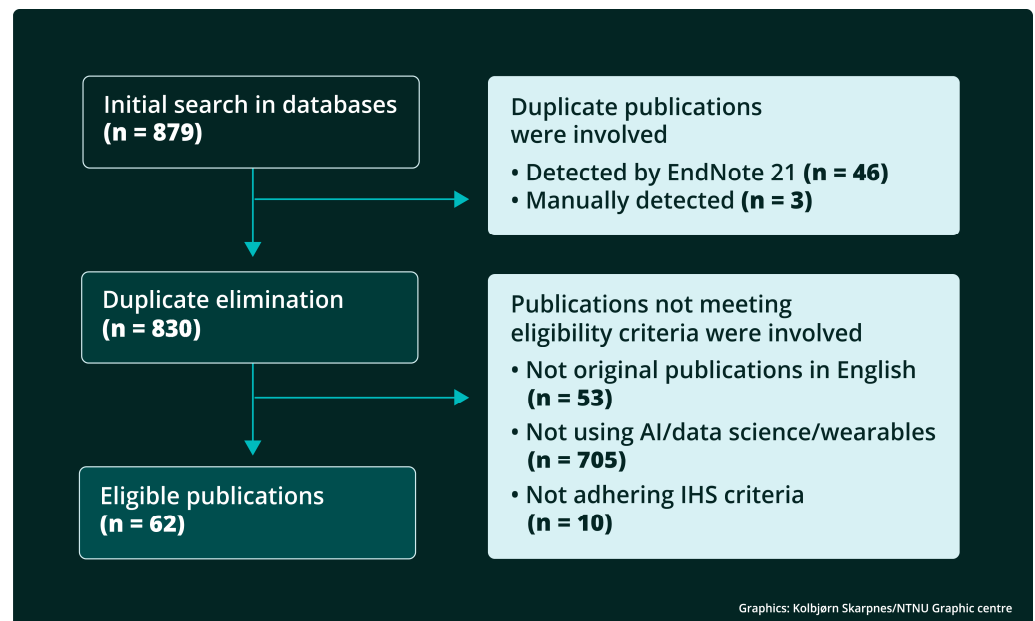 Initial search in databases
(n = 879)
Duplicate publications
were involved
• Detected by EndNote 21 (n = 46)
• Manually detected (n = 3)
Duplicate elimination
(n = 830)
Publications not meeting
eligibility criteria were involved
• Not original publications in English
(n = 53)
• Not using AI/data science/wearables
(n = 705)
• Not adhering IHS criteria
(n = 10)
Eligible publications
(n = 62)
Graphics: Kolbjørn Skarpnes/NTNU Graphic centre